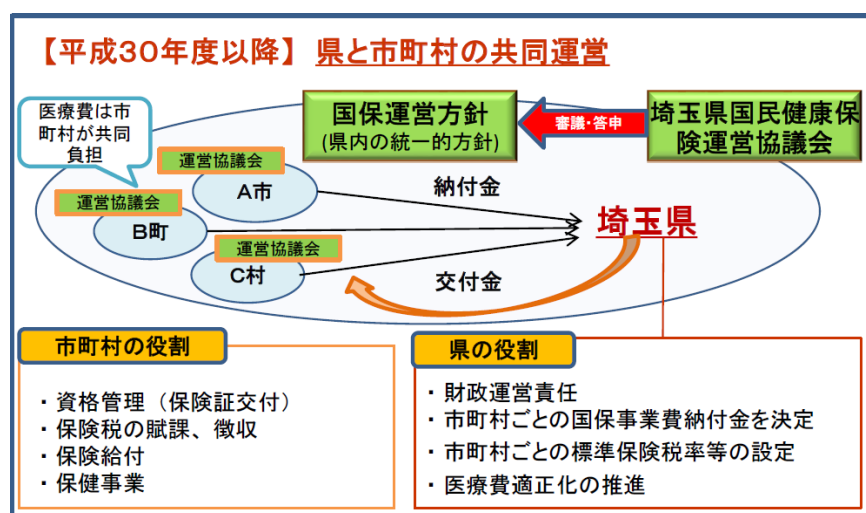 【平成30年度以降】 県と市町村の共同運営
医療費は市
町村が共同
負担
国保運営方針
(県内の統一的方針)
審議・答申
埼玉県国民健康保
険運営協議会
運営協議会
A市
運営協議会
B町
運営協議会
C村
納付金
埼玉県
交付金
市町村の役割
・資格管理（保険証交付）
・保険税の賦課、徴収
・保険給付
・保健事業
県の役割
・財政運営責任
・市町村ごとの国保事業費納付金を決定
・市町村ごとの標準保険税率等の設定
・医療費適正化の推進